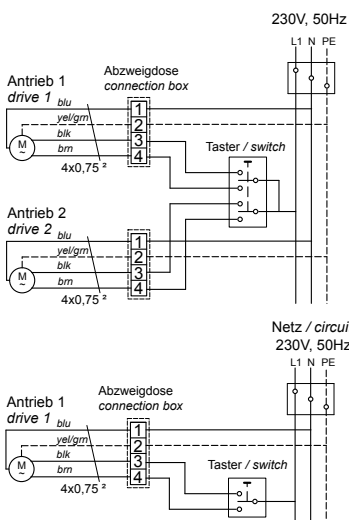 230V, 50Hz
L1 N PE
Abzweigdose
connection box
Antrieb 1
drive 1
blu
yel/grn
blk
brn
M
~
4x0,75 ²
1
2
3
4
Taster / switch
Antrieb 2
drive 2
blu
yel/grn
blk
brn
M
~
4x0,75 ²
1
2
3
4
Netz / circui
230V, 50Hz
L1 N PE
Abzweigdose
connection box
Antrieb 1
drive 1
blu
yel/grn
blk
brn
M
~
4x0,75 ²
1
2
3
4
Taster / switch